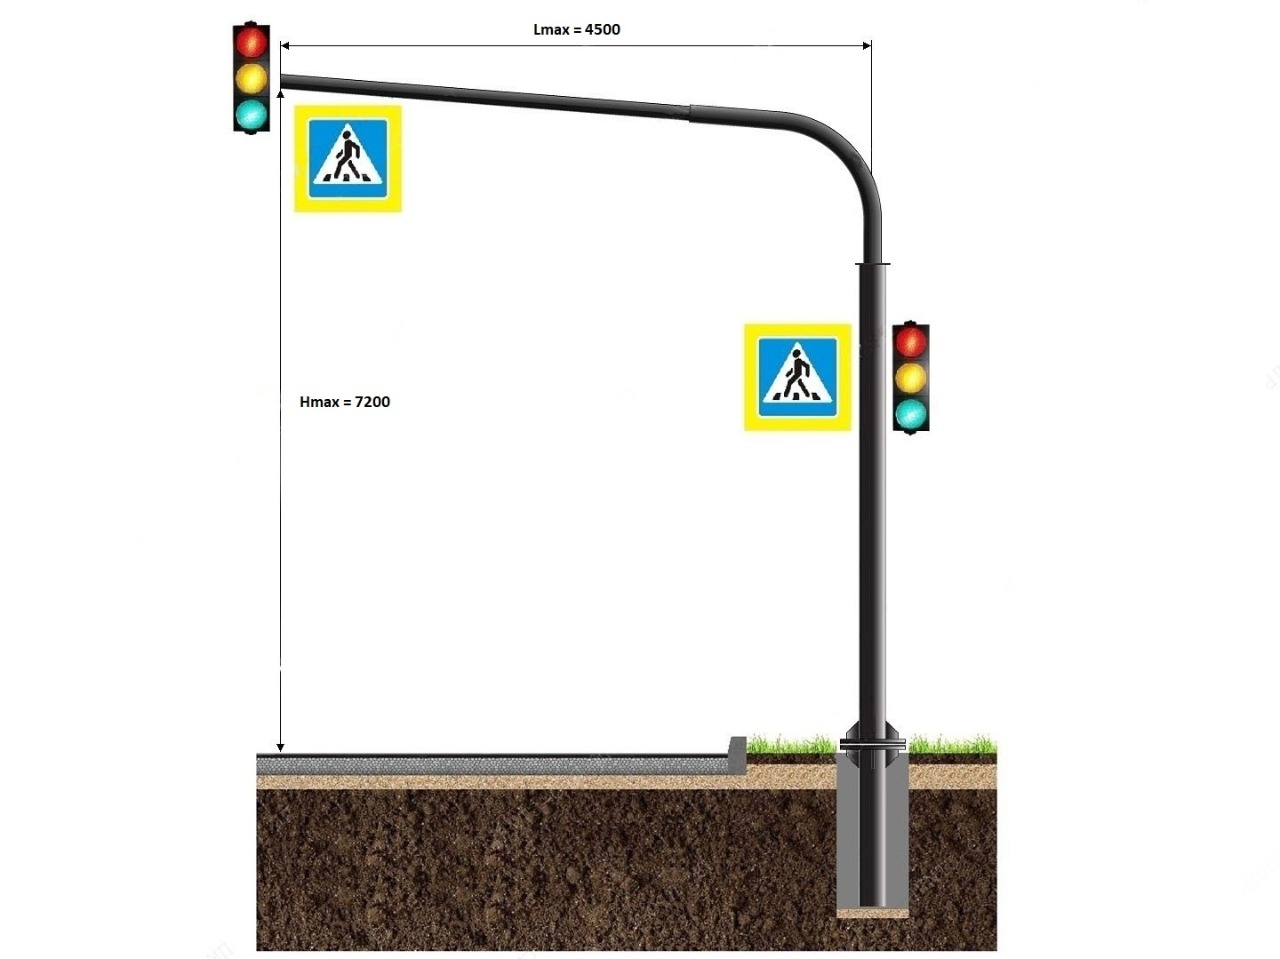 Lmax = 4500
Hmax = 7200